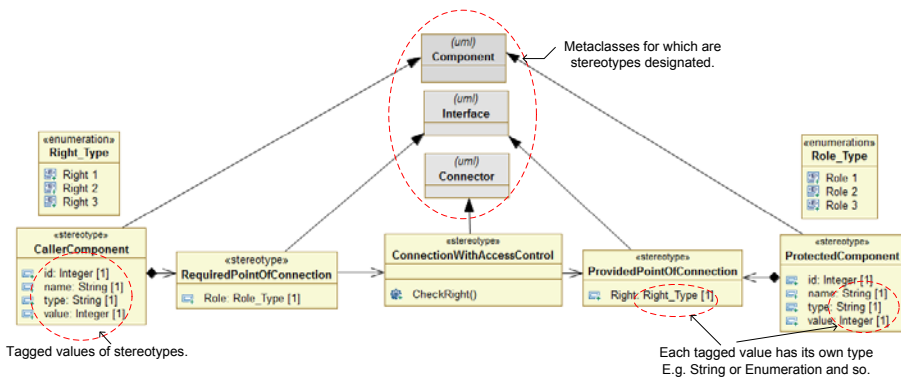 (uml)
Component
Metaclasses for which are
stereotypes designated.
(uml)
Interface
(uml)
Connector
«enumeration»
Right_Type
Right 1
Right 2
Right 3
«enumeration»
Role_Type
Role 1
Role 2
Role 3
«stereotype»
CallerComponent
id: Integer [1]
name: String [1]
type: String [1]
value: Integer [1]
«stereotype»
RequiredPointOfConnection
Role: Role_Type [1]
«stereotype»
ConnectionWithAccessControl
CheckRight()
«stereotype»
ProvidedPointOfConnection
Right: Right_Type [1]
«stereotype»
ProtectedComponent
id: Integer [1]
name: String [1]
type: String [1]
value: Integer [1]
Tagged values of stereotypes.
Each tagged value has its own type
E.g. String or Enumeration and so.